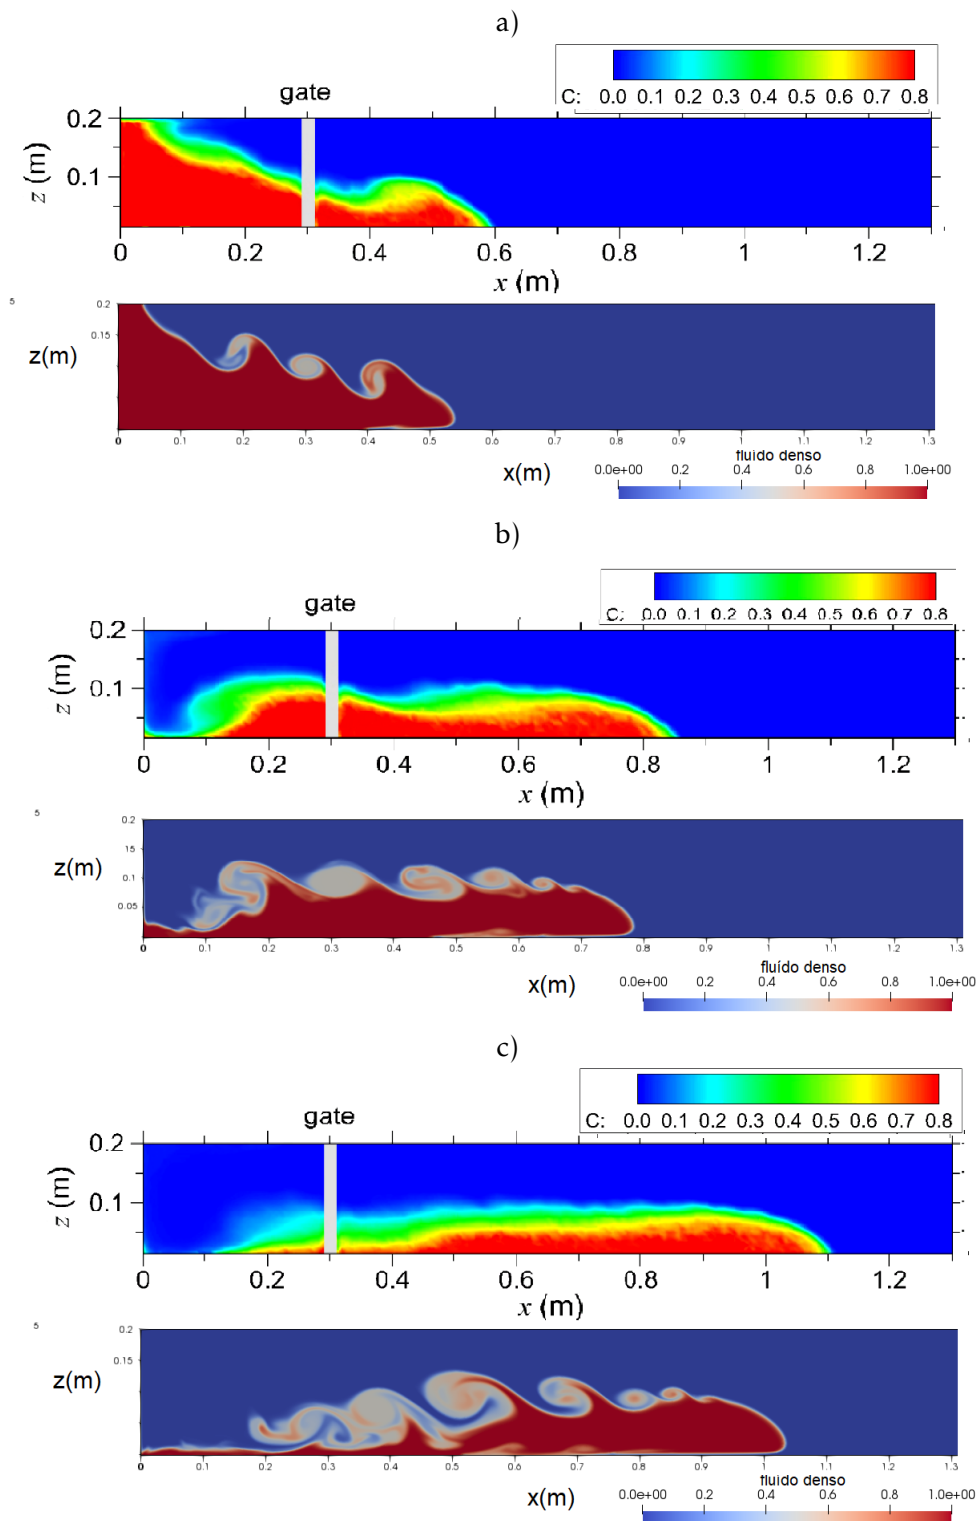 a)
C: 0.0 0.1 0.2 0.3 0.4 0.5 0.6 0.7 0.8
gate
0.2
z (m)
0.1
0 0.2 0.4 0.6 0.8 1 1.2
x (m)
5
0.2
0.15
z(m)
0 0.1 0.2 0.3 0.4 0.5 0.6 0.7 0.8 0.9 1.0 1.1 1.2 1.3
x(m)
fluido denso
0.0e+00 0.2 0.4 0.6 0.8 1.0e+00
b)
C: 0.0 0.1 0.2 0.3 0.4 0.5 0.6 0.7 0.8
gate
0.2
z (m)
0.1
0 0.2 0.4 0.6 0.8 1 1.2
x (m)
5
0.2
15
z(m)
0.1
0.05
0 0.1 0.2 0.3 0.4 0.5 0.6 0.7 0.8 0.9 1.0 1.1 1.2 1.3
x(m)
fluído denso
0.0e+00 0.2 0.4 0.6 0.8 1.0e+00
c)
C: 0.0 0.1 0.2 0.3 0.4 0.5 0.6 0.7 0.8
gate
0.2
z (m)
0.1
0 0.2 0.4 0.6 0.8 1 1.2
x (m)
5
0.2
0.15
z(m)
0 0.1 0.2 0.3 0.4 0.5 0.6 0.7 0.8 0.9 1.0 1.1 1.2 1.3
x(m)
fluido denso
0.0e+00 0.2 0.4 0.6 0.8 1.0e+00